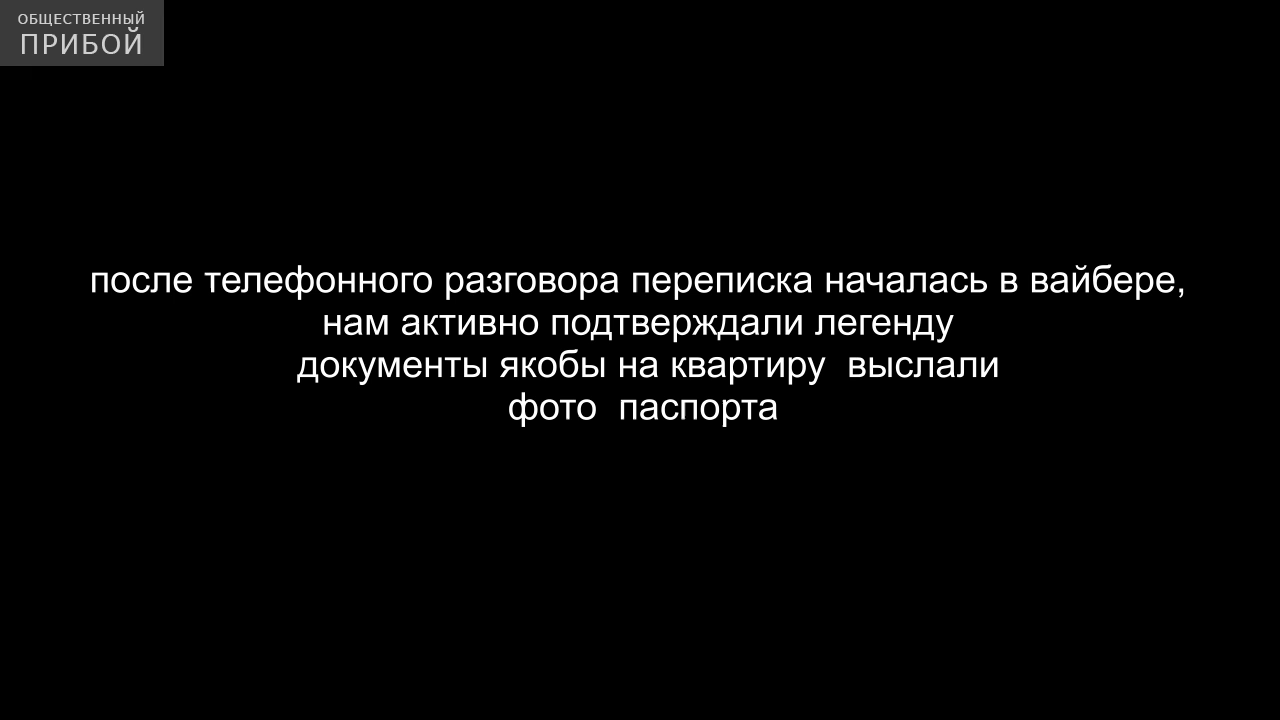 ОБЩЕСТВЕННЫЙ
ПРИБОЙ
после телефонного разговора переписка началась в вайбере,
нам активно подтверждали легенду
документы якобы на квартиру  выслали
фото  паспорта